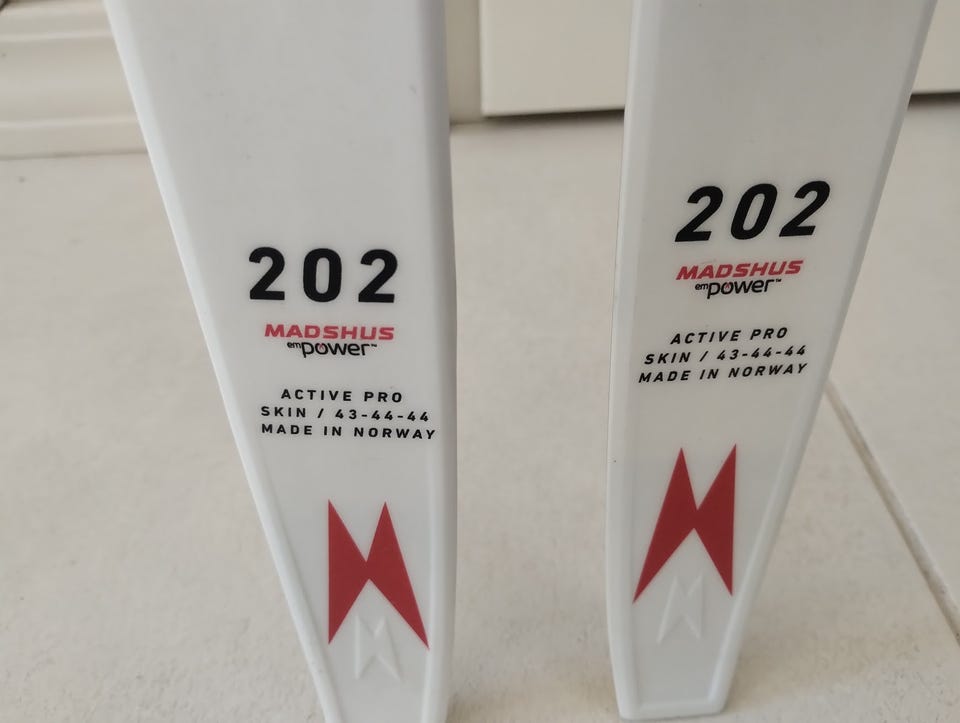 202
MADSHUS
empower™
ACTIVE PRO
SKIN / 43-44-44
MADE IN NORWAY
202
MADSHUS
empower™
ACTIVE PRO
SKIN / 43-44-44
MADE IN NORWAY